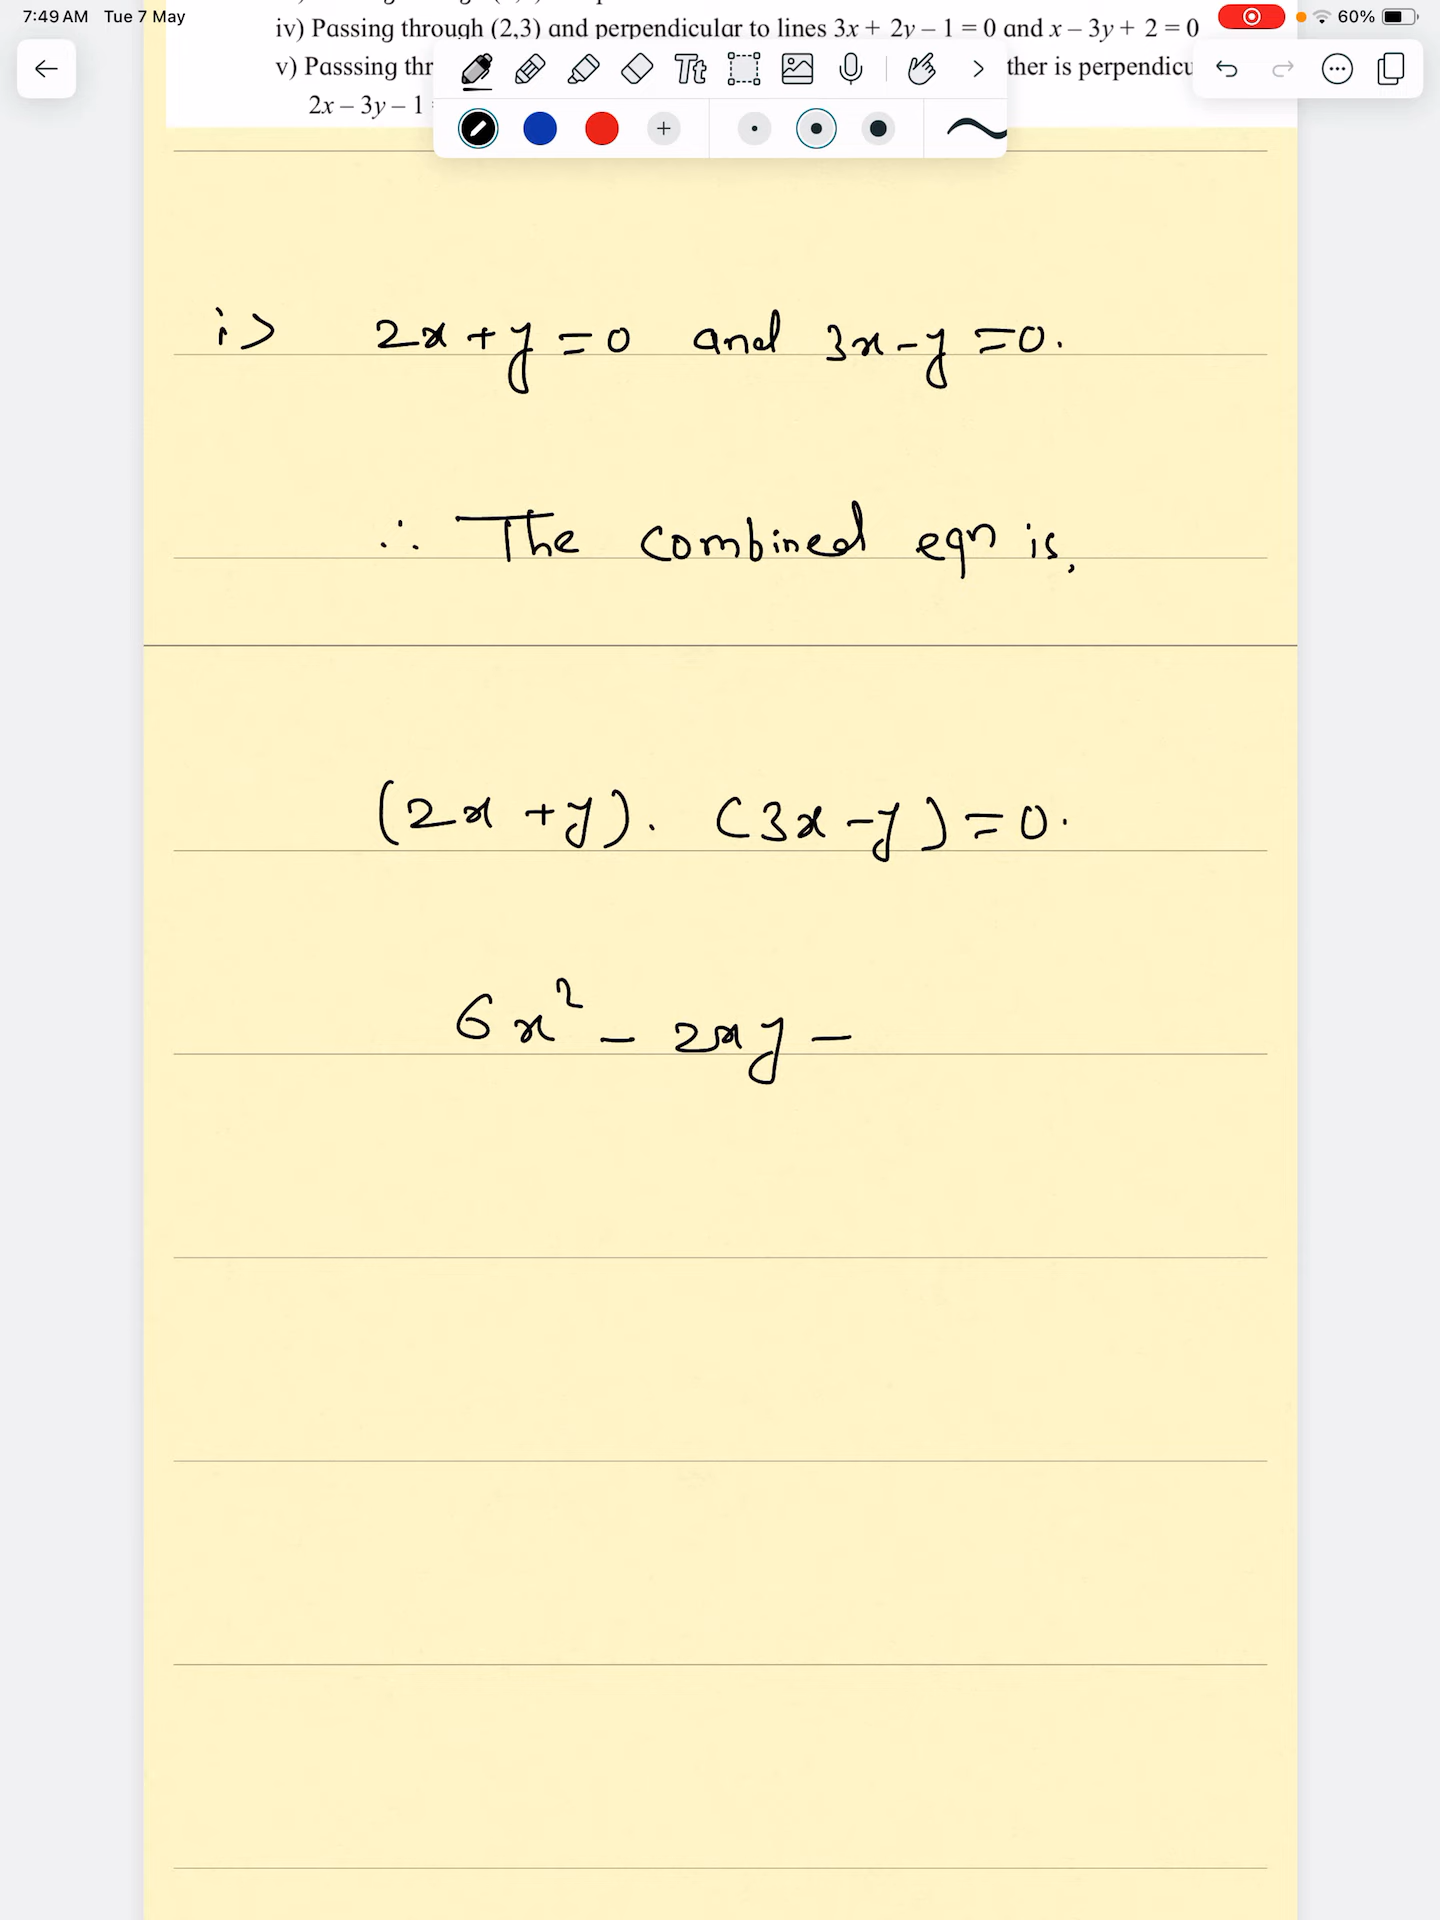 7:49 AM Tue 7 May 60%
iv) Passing through (2,3) and perpendicular to lines 3x + 2y – 1 = 0 and x – 3y + 2 = 0
v) Passsing thr ther is perpendicu
2x – 3y – 1
Tt
i> 2x + y = 0 and 3x - y = 0.
∴ The combined eqn is,
(2x + y). (3x - y) = 0.
6x² - 2xy -